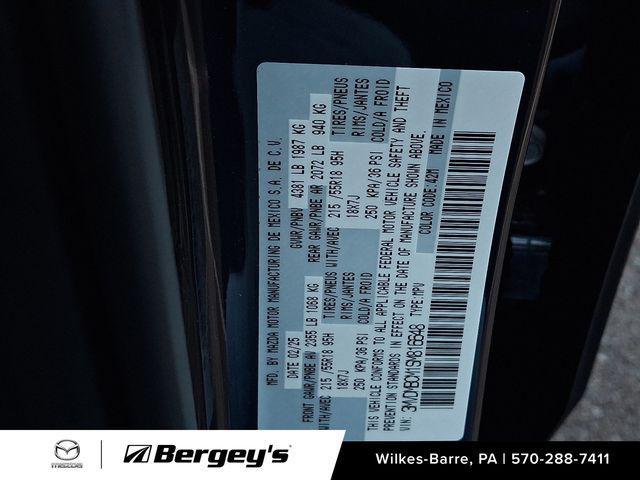 MFD. BY MAZDA MOTOR MANUFACTURING DE MEXICO S.A. DE C.V.
DATE 02/25 GVWR/PNBV 4381 LB 1987 KG
FRONT GAWR/PNBE AV 2355 LB 1068 KG REAR GAWR/PNBE AR 2072 LB 940 KG
TIRES/PNEUS WITH/AVEC 215/55R18 95H TIRES/PNEUS WITH/AVEC 215/55R18 95H
RIMS/JANTES 18X7J RIMS/JANTES 18X7J
COLD/A FROID 250 KPA/36 PSI COLD/A FROID 250 KPA/36 PSI
THIS VEHICLE CONFORMS TO ALL APPLICABLE FEDERAL MOTOR VEHICLE SAFETY AND THEFT
PREVENTION STANDARDS IN EFFECT ON THE DATE OF MANUFACTURE SHOWN ABOVE.
VIN: TYPE: MPV COLOR CODE: 42M MADE IN MEXICO
mazda Bergey's Wilkes-Barre, PA | 570-288-7411